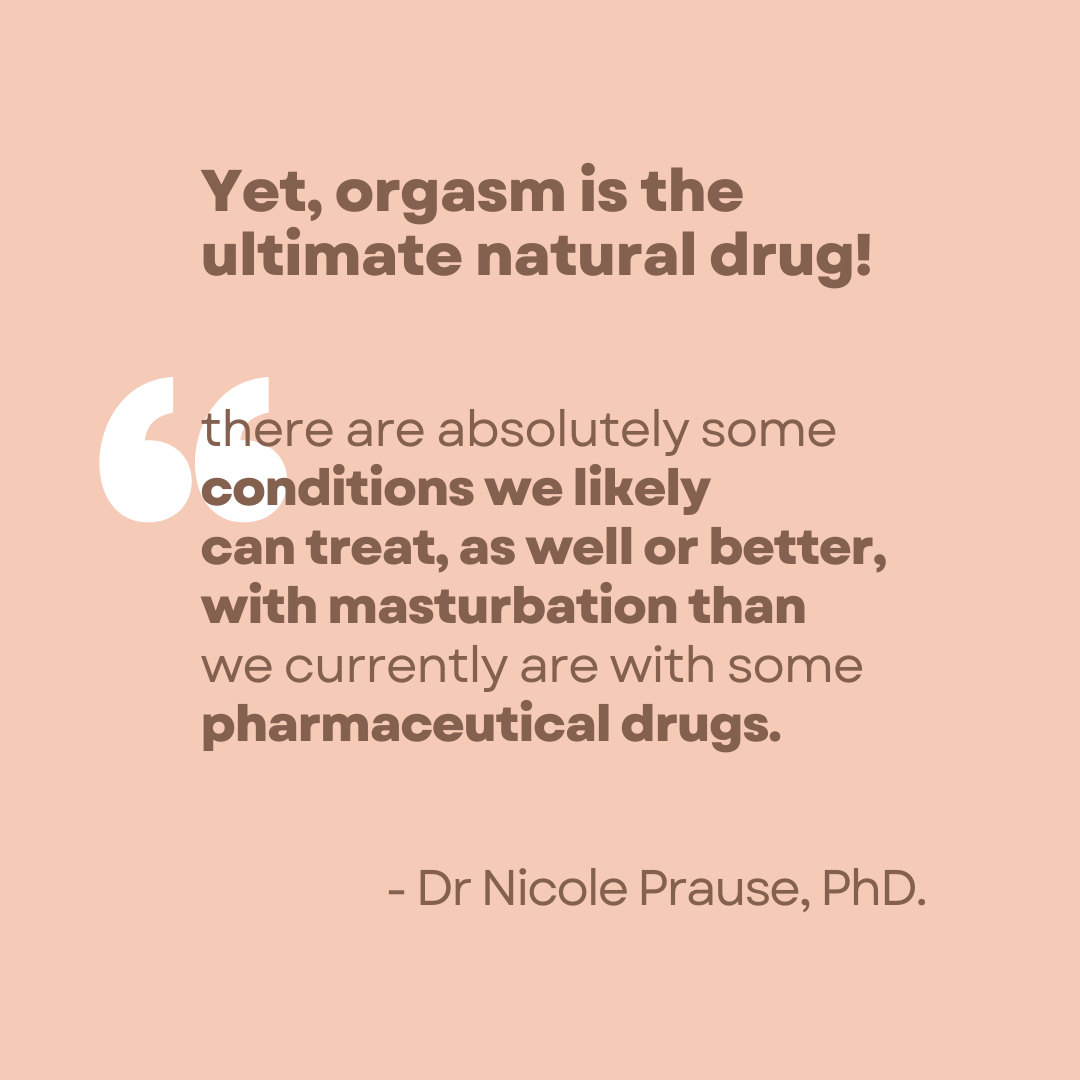 Yet, orgasm is the
ultimate natural drug!
“
there are absolutely some
conditions we likely
can treat, as well or better,
with masturbation than
we currently are with some
pharmaceutical drugs.
- Dr Nicole Prause, PhD.